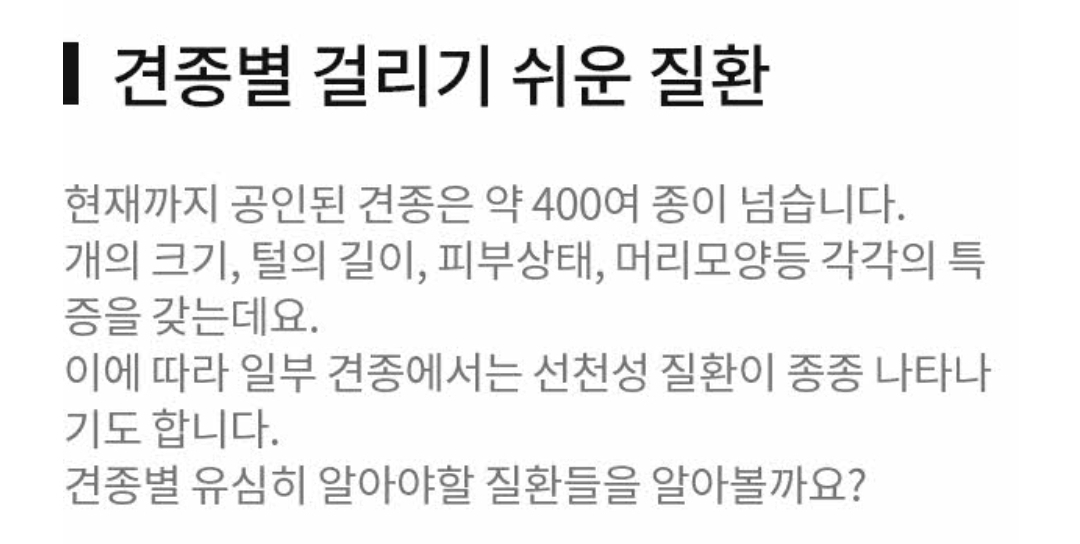 견종별 걸리기 쉬운 질환
현재까지 공인된 견종은 약 400여 종이 넘습니다.
개의 크기, 털의 길이, 피부상태, 머리모양등 각각의 특
증을 갖는데요.
이에 따라 일부 견종에서는 선천성 질환이 종종 나타나
기도 합니다.
견종별 유심히 알아야할 질환들을 알아볼까요?